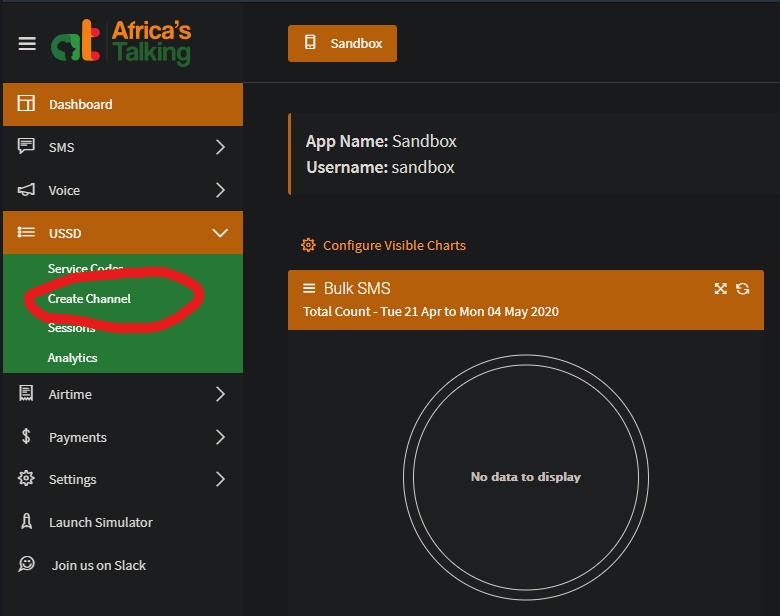 Africa's
Talking
Sandbox
Dashboard
SMS
Voice
USSD
Service Codes
Create Channel
Sessions
Analytics
Airtime
Payments
Settings
Launch Simulator
Join us on Slack
App Name: Sandbox
Username: sandbox
Configure Visible Charts
Bulk SMS
Total Count - Tue 21 Apr to Mon 04 May 2020
No data to display